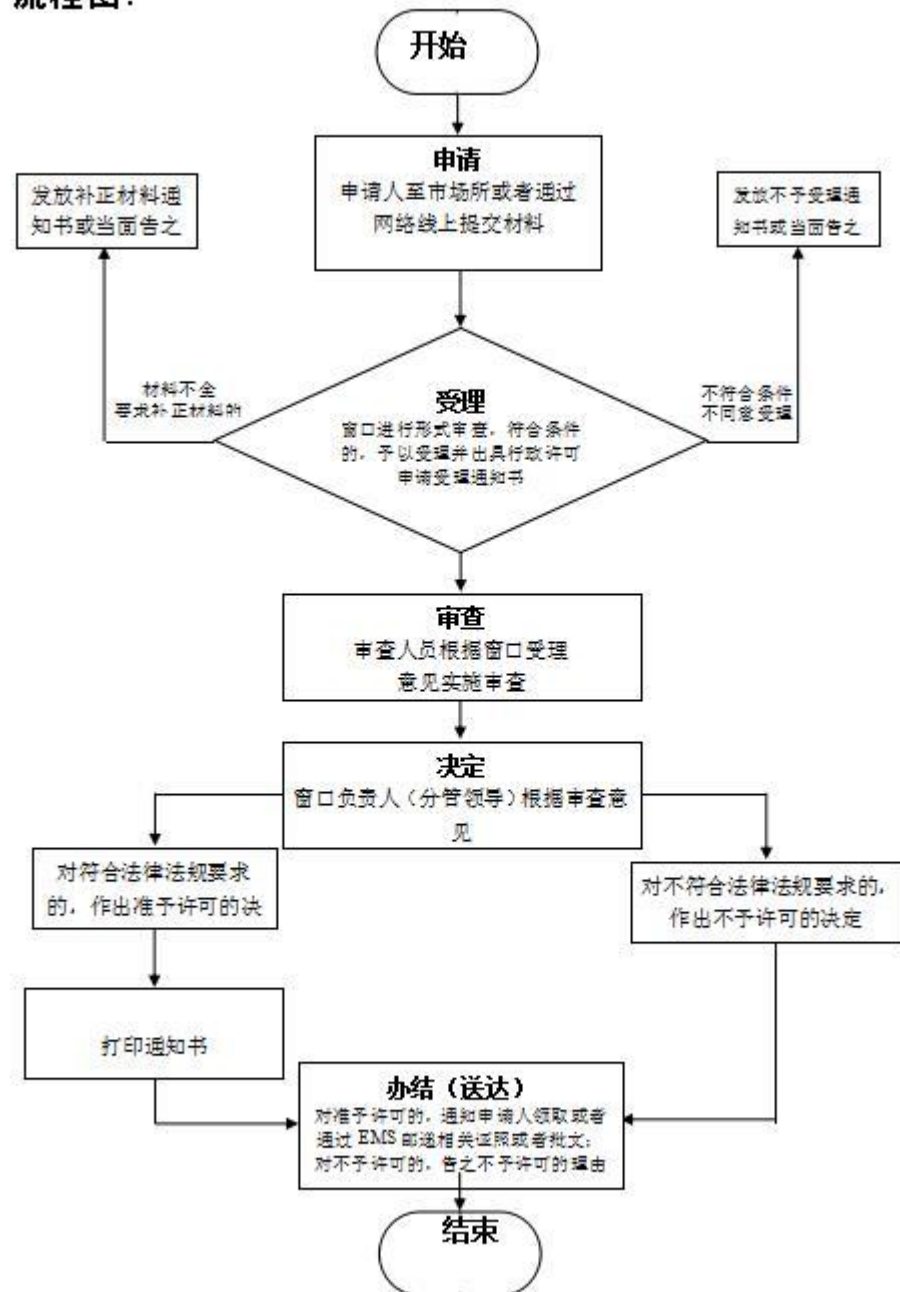 流程图:
开始
申请
申请人至市场所或者通过
网络线上提交材料
发放补正材料通
知书或当面告之
发放不予受理通
知书或当面告之
材料不全
要求补正材料的
不符合条件
不同意受理
受理
窗口进行形式审查，符合条件
的，予以受理并出具行政许可
申请受理通知书
审查
审查人员根据窗口受理
意见实施审查
决定
窗口负责人（分管领导）根据审查意
见
对符合法律法规要求
的，作出准予许可的决
对不符合法律法规要求的，
作出不予许可的决定
打印通知书
办结（送达）
对准予许可的，通知申请人领取或者
通过 EMS 邮递相关证照或者批文；
对不予许可的，告之不予许可的理由
结束